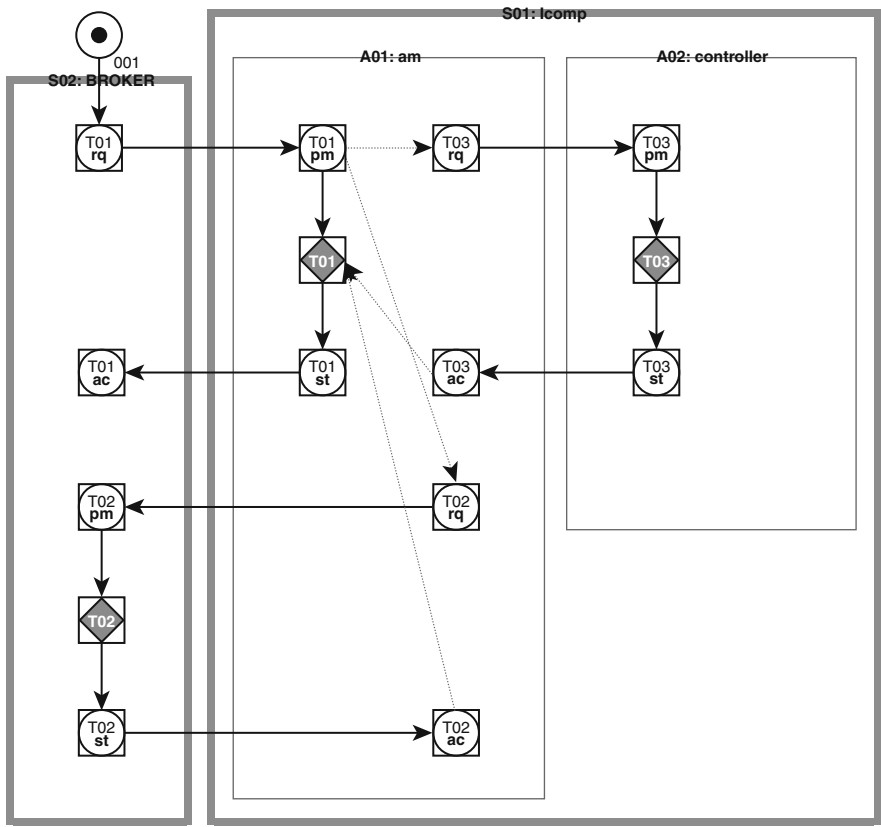 S01: Icomp
001
S02: BROKER
A01: am
A02: controller
T01
rq
T01
pm
T03
rq
T03
pm
T01
T03
T01
ac
T01
st
T03
ac
T03
st
T02
pm
T02
rq
T02
T02
st
T02
ac